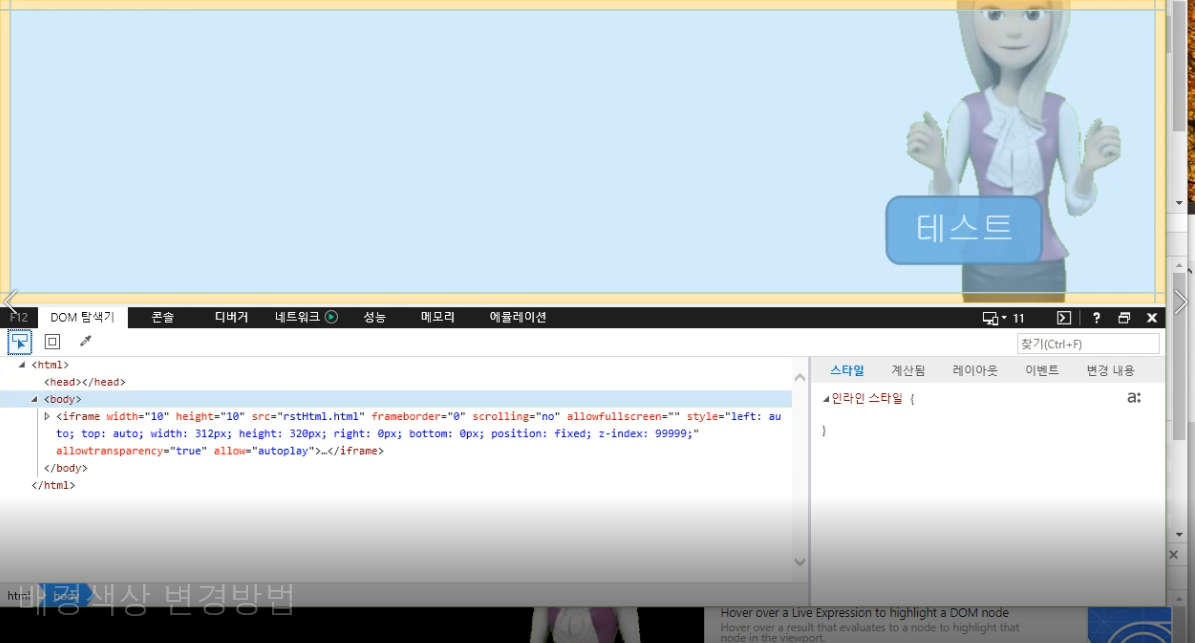 테스트
F12 DOM 탐색기 콘솔 디버거 네트워크 성능 메모리 에뮬레이션 11 ?
찾기(Ctrl+F)
<html>
<head></head>
<body>
<iframe width="10" height="10" src="rstHtml.html" frameborder="0" scrolling="no" allowfullscreen="" style="left: au
to; top: auto; width: 312px; height: 320px; right: 0px; bottom: 0px; position: fixed; z-index: 99999;"
allowtransparency="true" allow="autoplay">…</iframe>
</body>
</html>
스타일 계산됨 레이아웃 이벤트 변경 내용
인라인 스타일 {
a:
}
html body
배경색상 변경방법
Hover over a Live Expression to highlight a DOM node
Hover over a result that evaluates to a node to highlight that
node in the viewport.